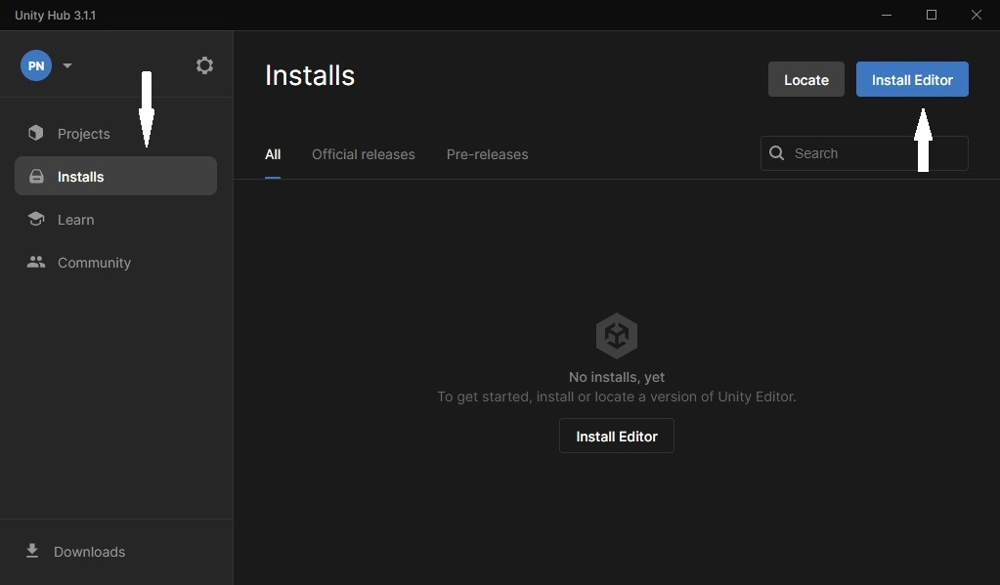 Unity Hub 3.1.1
PN
Projects
Installs
Learn
Community
Downloads
Installs
Locate
Install Editor
All
Official releases
Pre-releases
Search
No installs, yet
To get started, install or locate a version of Unity Editor.
Install Editor